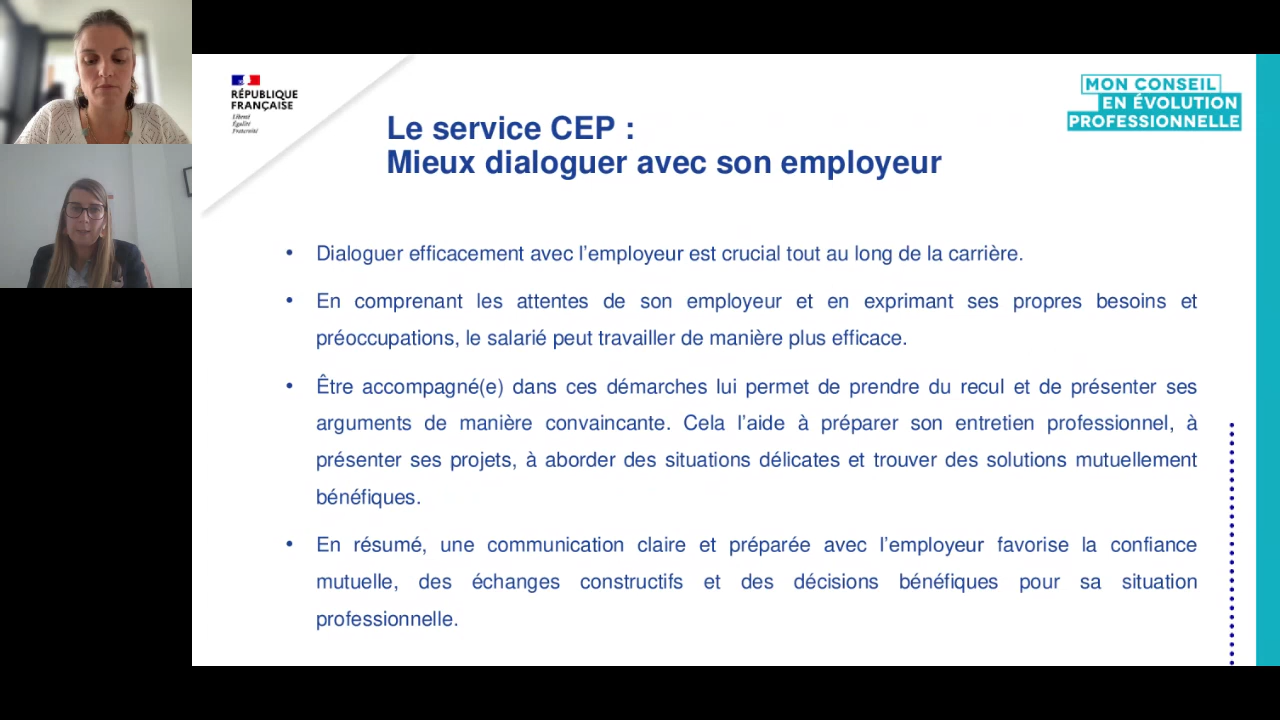 RÉPUBLIQUE
FRANÇAISE
Liberté
Égalité
Fraternité
MON CONSEIL
EN ÉVOLUTION
PROFESSIONNELLE
Le service CEP :
Mieux dialoguer avec son employeur
• Dialoguer efficacement avec l’employeur est crucial tout au long de la carrière.
• En comprenant les attentes de son employeur et en exprimant ses propres besoins et
préoccupations, le salarié peut travailler de manière plus efficace.
• Être accompagné(e) dans ces démarches lui permet de prendre du recul et de présenter ses
arguments de manière convaincante. Cela l’aide à préparer son entretien professionnel, à
présenter ses projets, à aborder des situations délicates et trouver des solutions mutuellement
bénéfiques.
• En résumé, une communication claire et préparée avec l’employeur favorise la confiance
mutuelle, des échanges constructifs et des décisions bénéfiques pour sa situation
professionnelle.